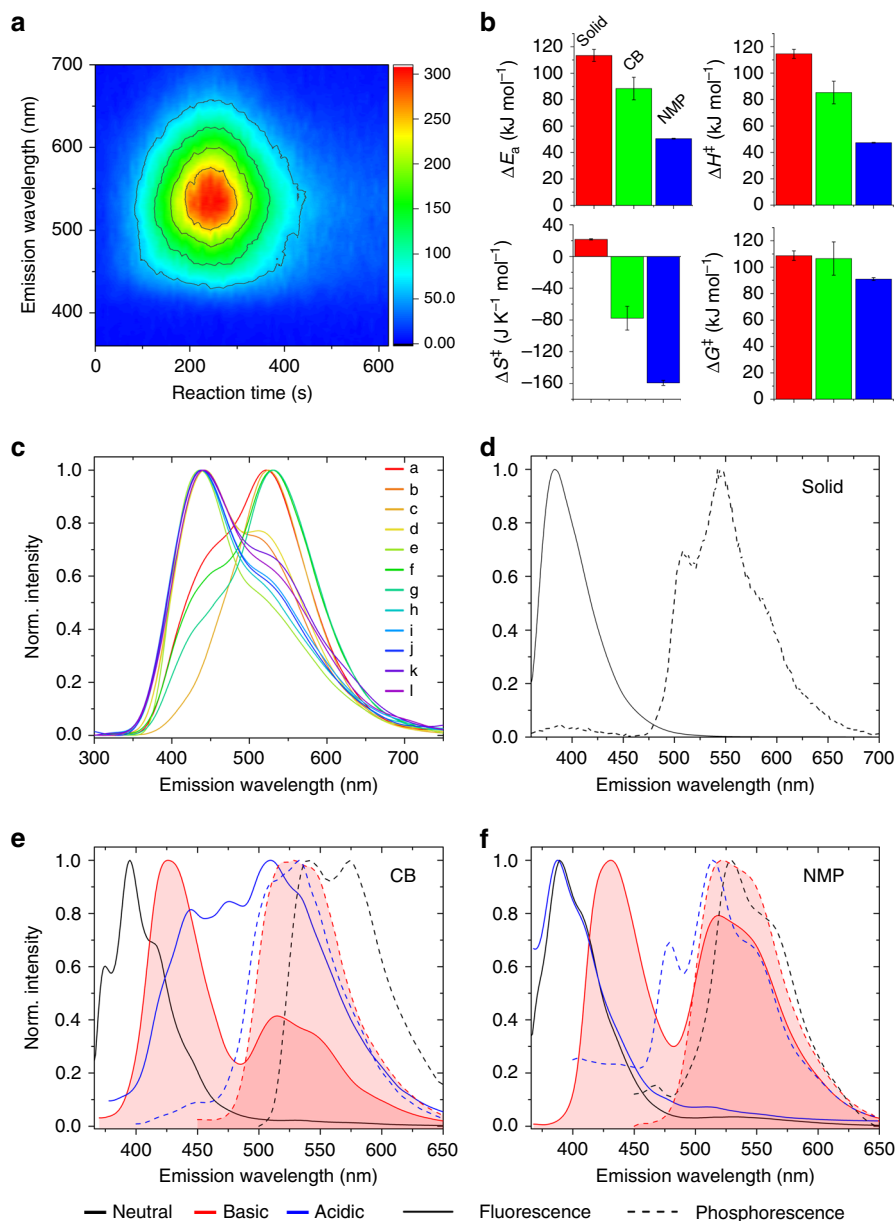 a
700
600
500
400
Emission wavelength (nm)
0
200
400
600
Reaction time (s)
300
250
200
150
100
50.0
0.00
b
120
100
80
60
40
20
0
ΔEa (kJ mol−1)
Solid
CB
NMP
120
100
80
60
40
20
0
ΔH‡ (kJ mol−1)
40
0
−40
−80
−120
−160
ΔS‡ (J K−1 mol−1)
120
100
80
60
40
20
0
ΔG‡ (kJ mol−1)
c
1.0
0.8
0.6
0.4
0.2
0.0
Norm. intensity
300
400
500
600
700
Emission wavelength (nm)
a
b
c
d
e
f
g
h
i
j
k
l
d
Solid
1.0
0.8
0.6
0.4
0.2
0.0
400
450
500
550
600
650
700
Emission wavelength (nm)
e
CB
1.0
0.8
0.6
0.4
0.2
0.0
Norm. intensity
400
450
500
550
600
650
Emission wavelength (nm)
f
NMP
1.0
0.8
0.6
0.4
0.2
0.0
400
450
500
550
600
650
Emission wavelength (nm)
Neutral Basic Acidic Fluorescence Phosphorescence